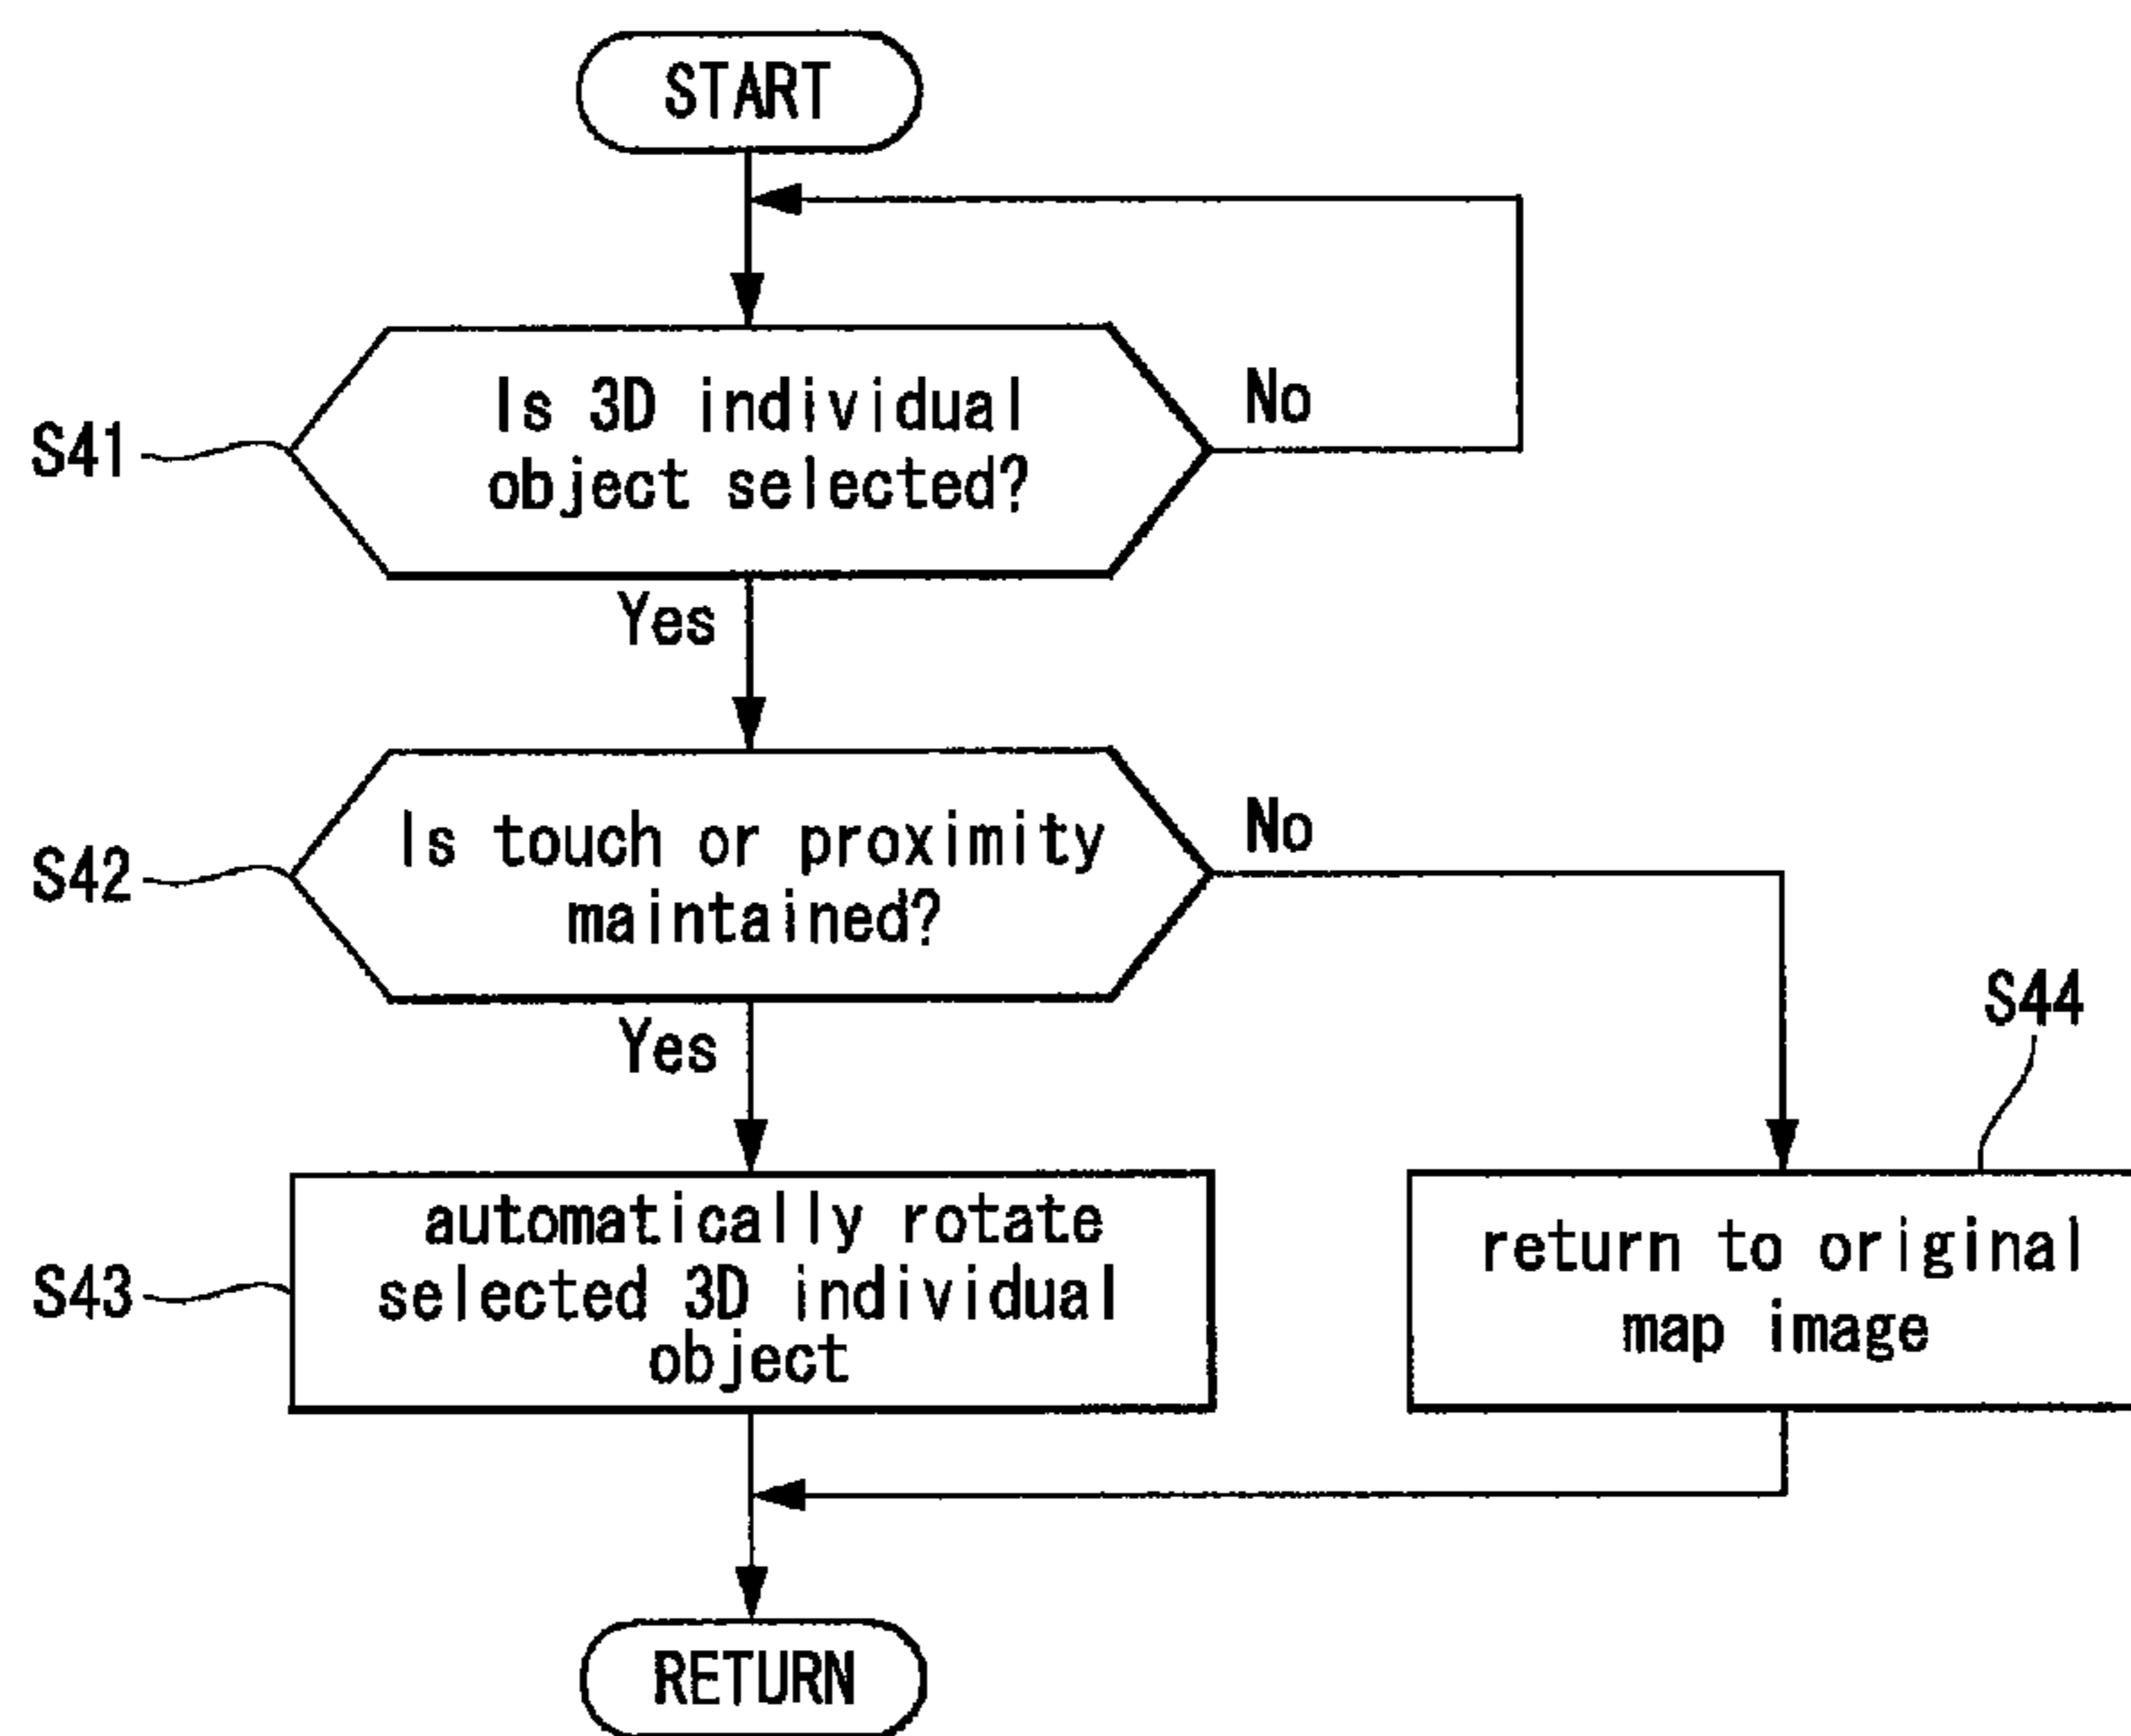 START
S41
Is 3D individual
object selected?
No
Yes
S42
Is touch or proximity
maintained?
No
Yes
S43
automatically rotate
selected 3D individual
object
S44
return to original
map image
RETURN